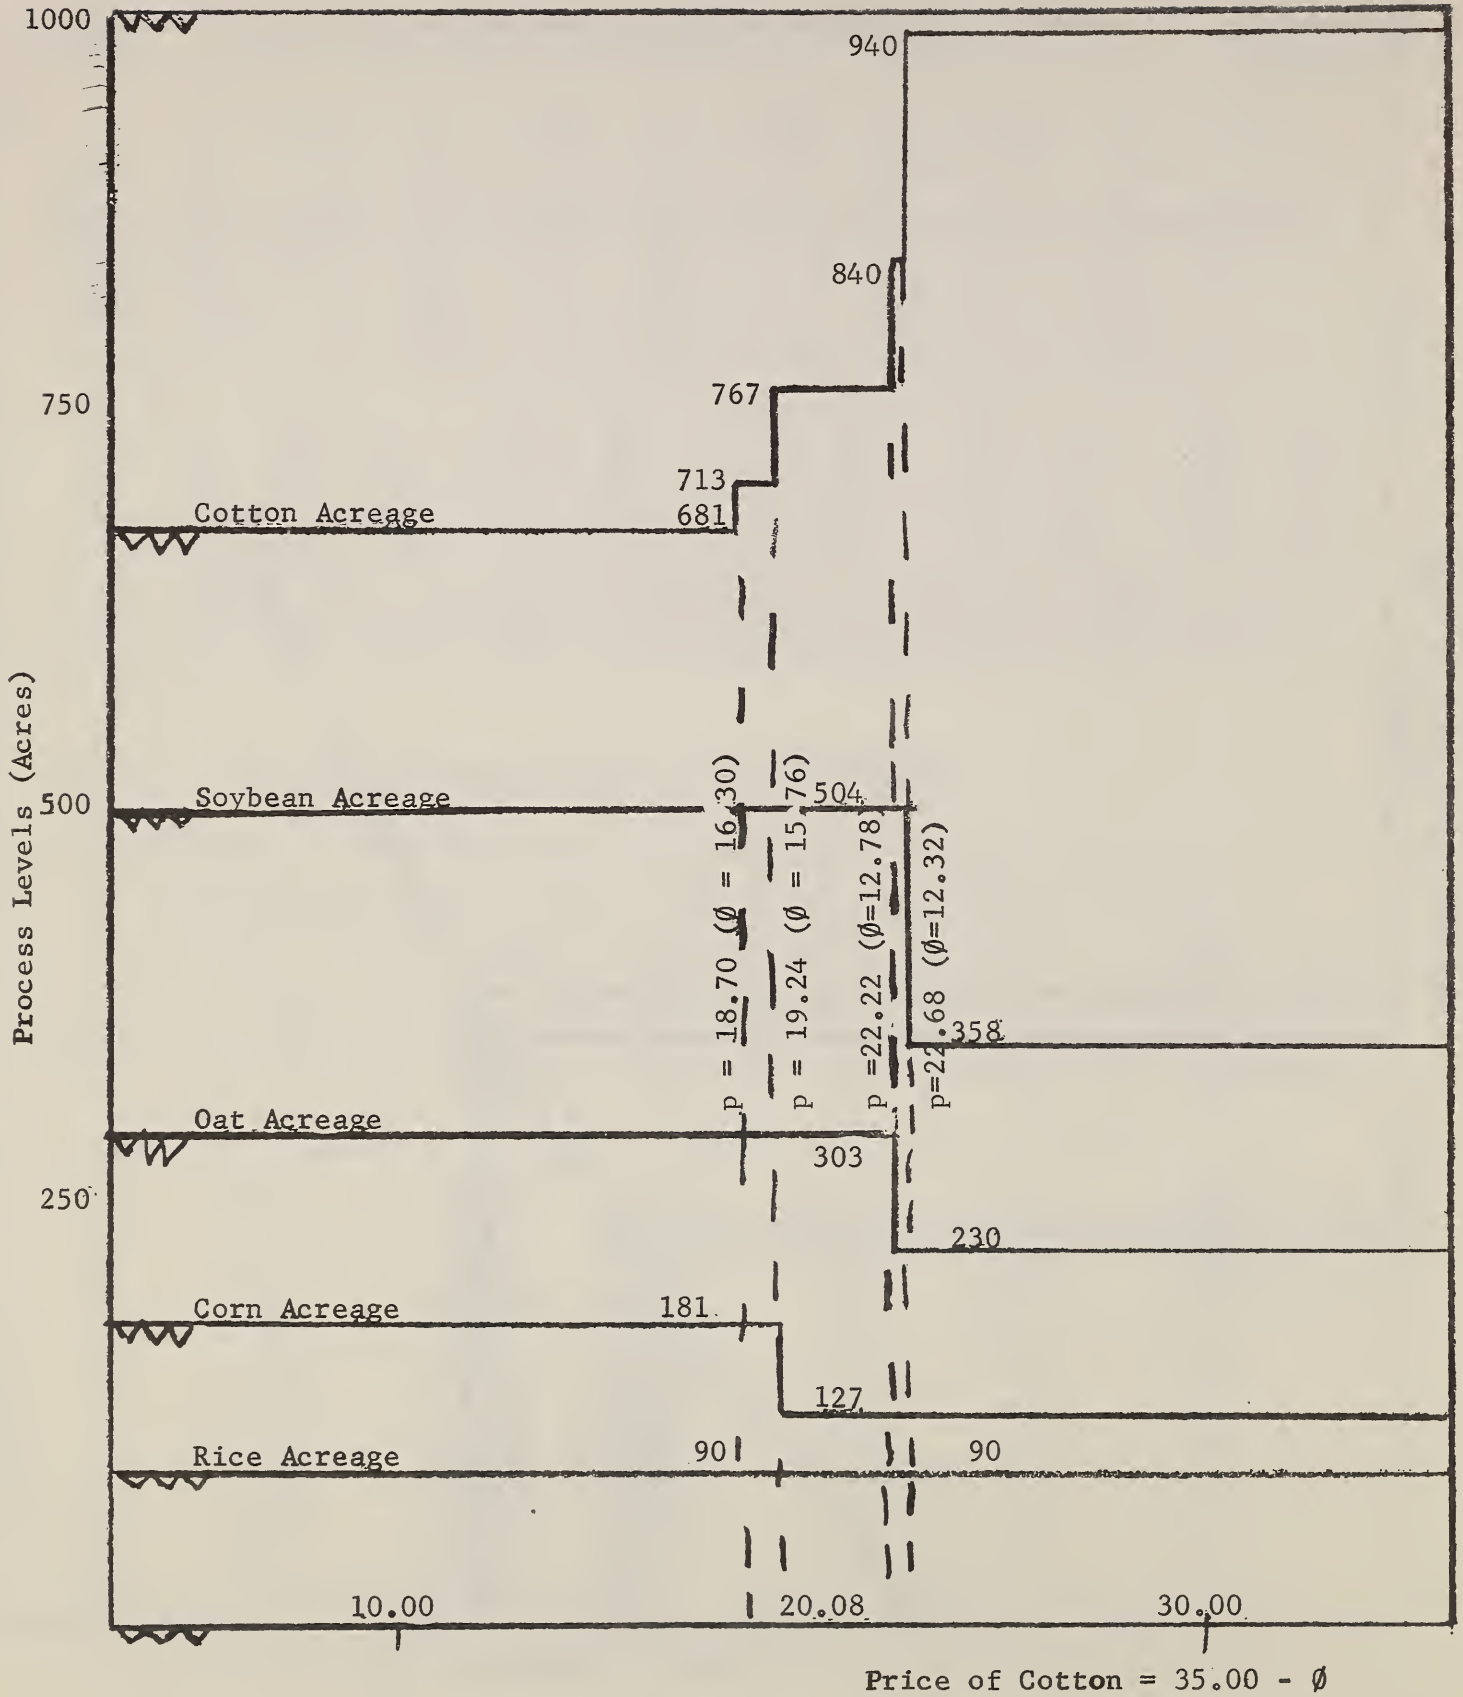 1000
940
840
750
767
713
Cotton Acreage
681
Process Levels (Acres)
500
Soybean Acreage
504
p = 18.70 (Ø = 16.30)
p = 19.24 (Ø = 15.76)
p =22.22 (Ø=12.78)
p=22.68 (Ø=12.32)
358
Oat Acreage
303
250
230
Corn Acreage
181
127
Rice Acreage
90
90
10.00
20.08
30.00
Price of Cotton = 35.00 - Ø